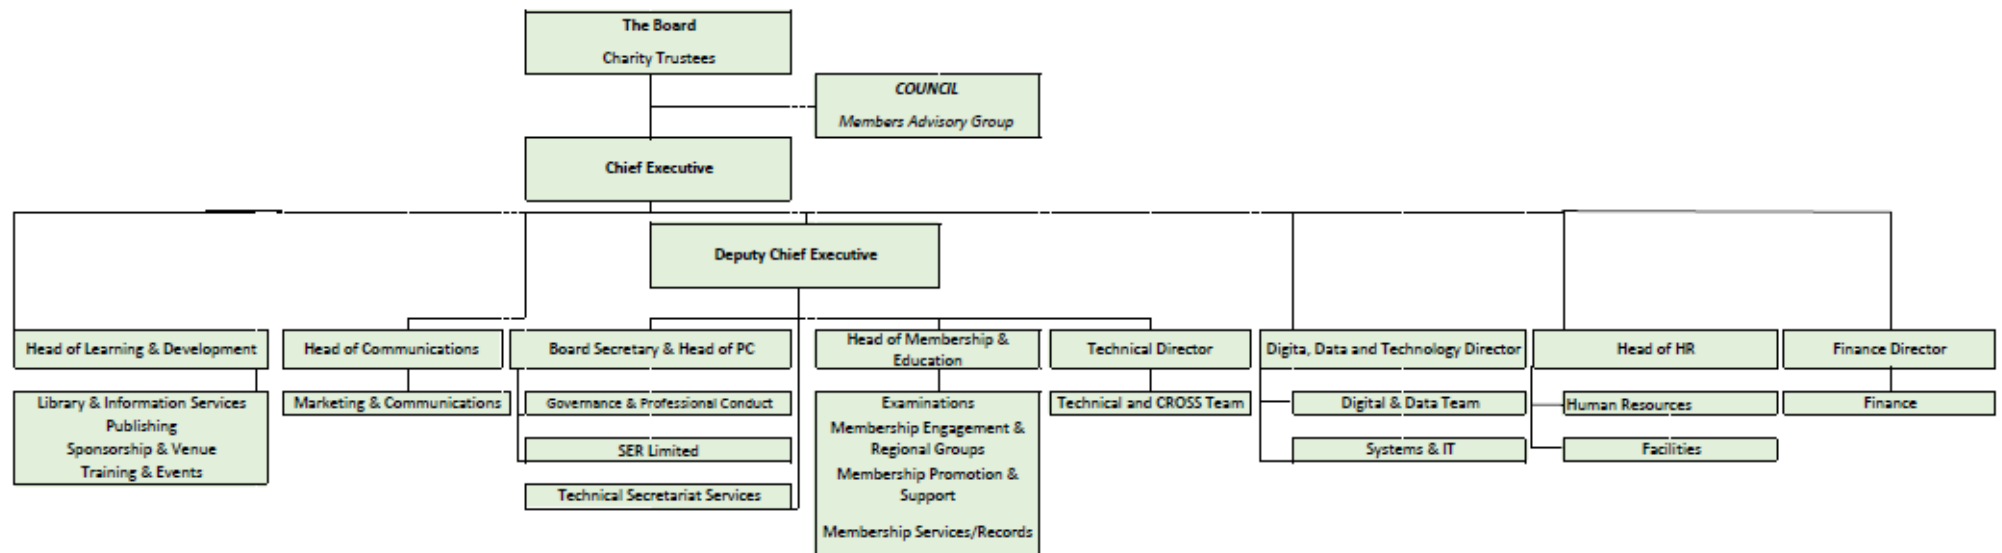 The Board
Charity Trustees
COUNCIL
Members Advisory Group
Chief Executive
Deputy Chief Executive
Head of Learning & Development
Head of Communications
Board Secretary & Head of PC
Head of Membership &
Education
Technical Director
Digita, Data and Technology Director
Head of HR
Finance Director
Library & Information Services
Publishing
Sponsorship & Venue
Training & Events
Marketing & Communications
Governance & Professional Conduct
SER Limited
Technical Secretariat Services
Examinations
Membership Engagement &
Regional Groups
Membership Promotion &
Support
Membership Services/Records
Technical and CROSS Team
Digital & Data Team
Systems & IT
Human Resources
Facilities
Finance